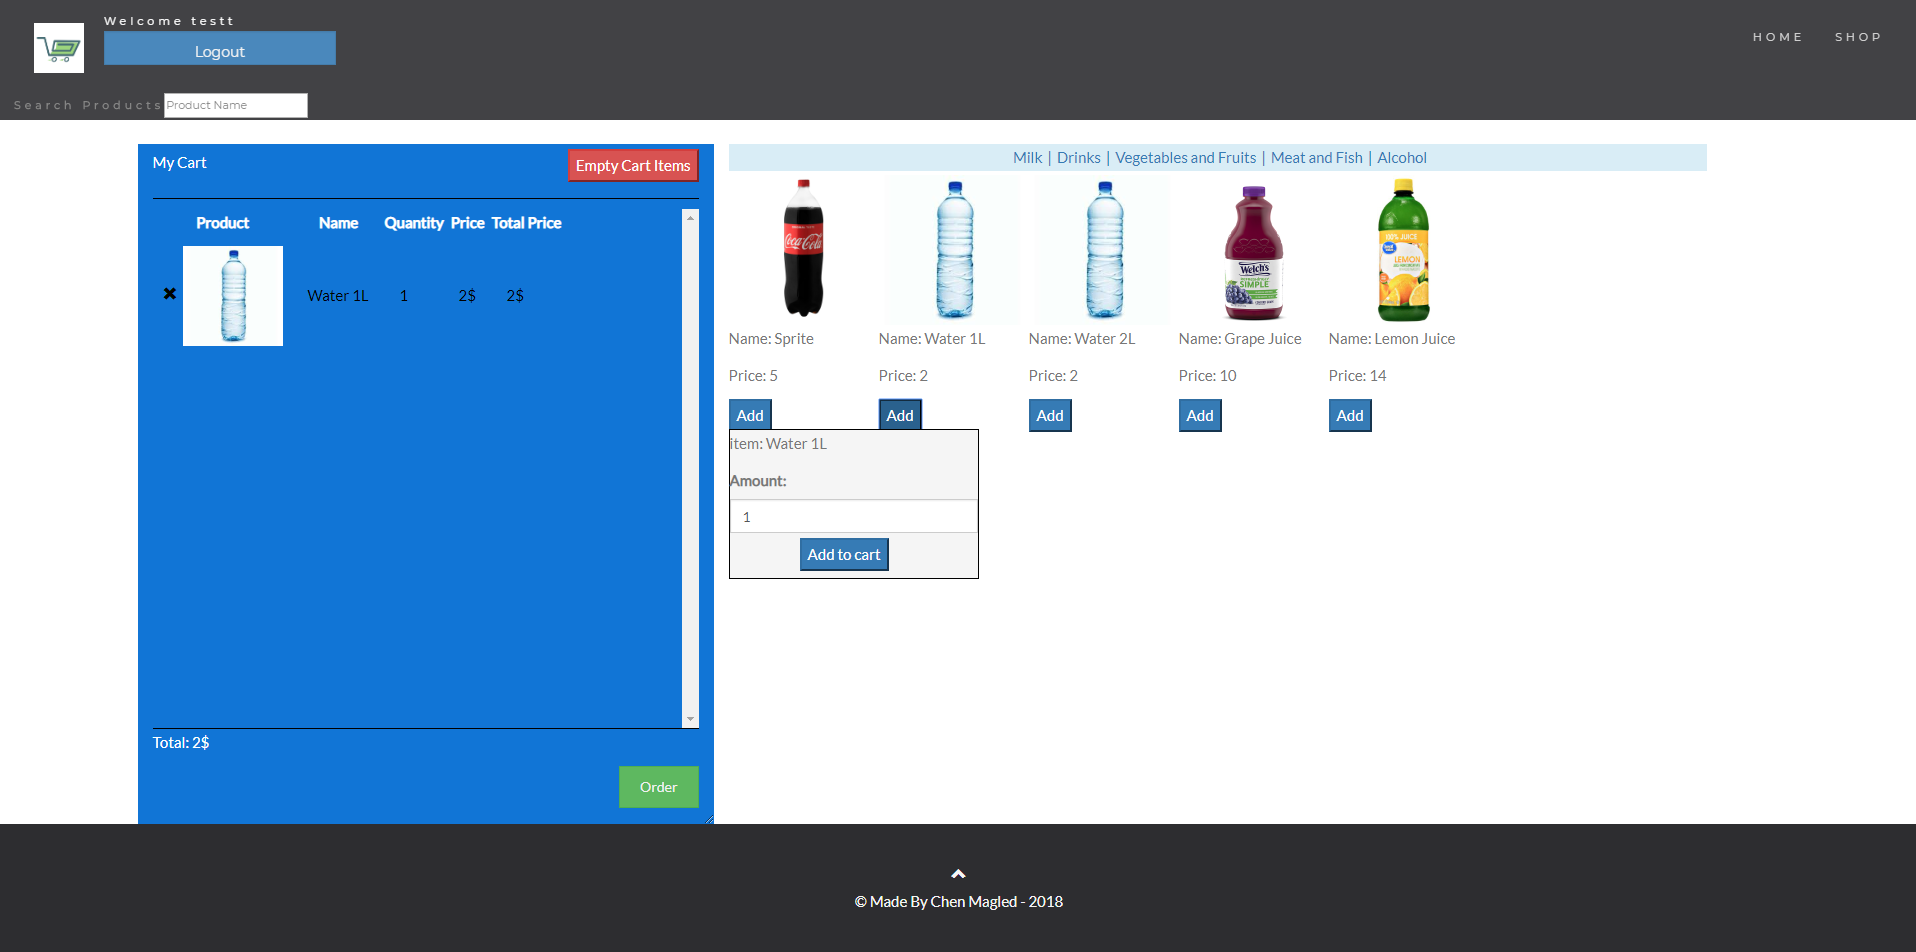 Welcome testt
Logout
HOME SHOP
Search Products Product Name
My Cart
Empty Cart Items
Product Name Quantity Price Total Price
✖ Water 1L 1 2$ 2$
Total: 2$
Order
Milk | Drinks | Vegetables and Fruits | Meat and Fish | Alcohol
Coca-Cola
Welch's
SIMPLE
100% JUICE
LEMON
Name: Sprite Name: Water 1L Name: Water 2L Name: Grape Juice Name: Lemon Juice
Price: 5 Price: 2 Price: 2 Price: 10 Price: 14
Add Add Add Add Add
item: Water 1L
Amount:
1
Add to cart
© Made By Chen Magled - 2018